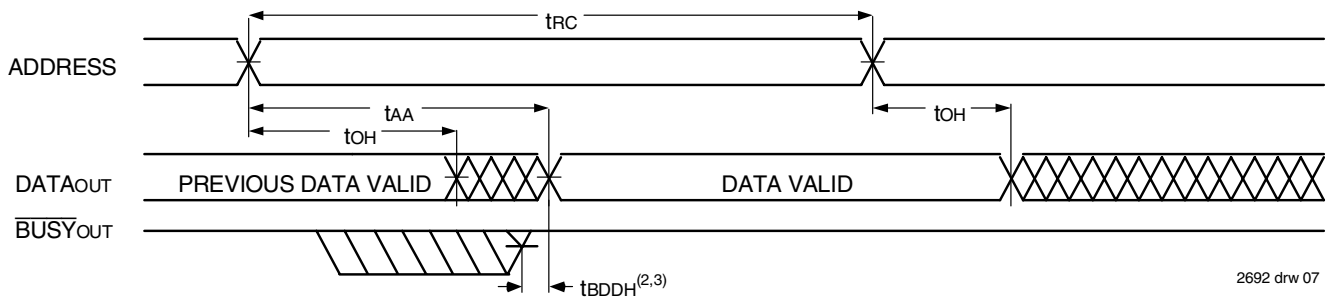 tRC
ADDRESS
tAA
tOH
tOH
DATAOUT
PREVIOUS DATA VALID
DATA VALID
BUSYOUT
tBDDH(2,3)
2692 drw 07